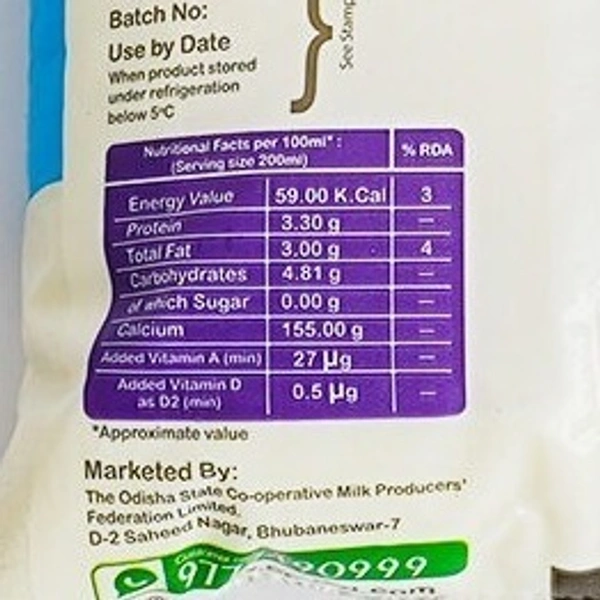 Batch No:
Use by Date
When product stored
under refrigeration
below 5°C
See Stamp
Nutritional Facts per 100ml* :
(Serving size 200ml)
% RDA
Energy Value 59.00 K.Cal 3
Protein 3.30 g —
Total Fat 3.00 g 4
Carbohydrates 4.81 g —
of which Sugar 0.00 g —
Calcium 155.00 g —
Added Vitamin A (min) 27 µg —
Added Vitamin D
as D2 (min) 0.5 µg —
*Approximate value
Marketed By:
The Odisha State Co-operative Milk Producers'
Federation Limited.
D-2 Saheed Nagar, Bhubaneswar-7